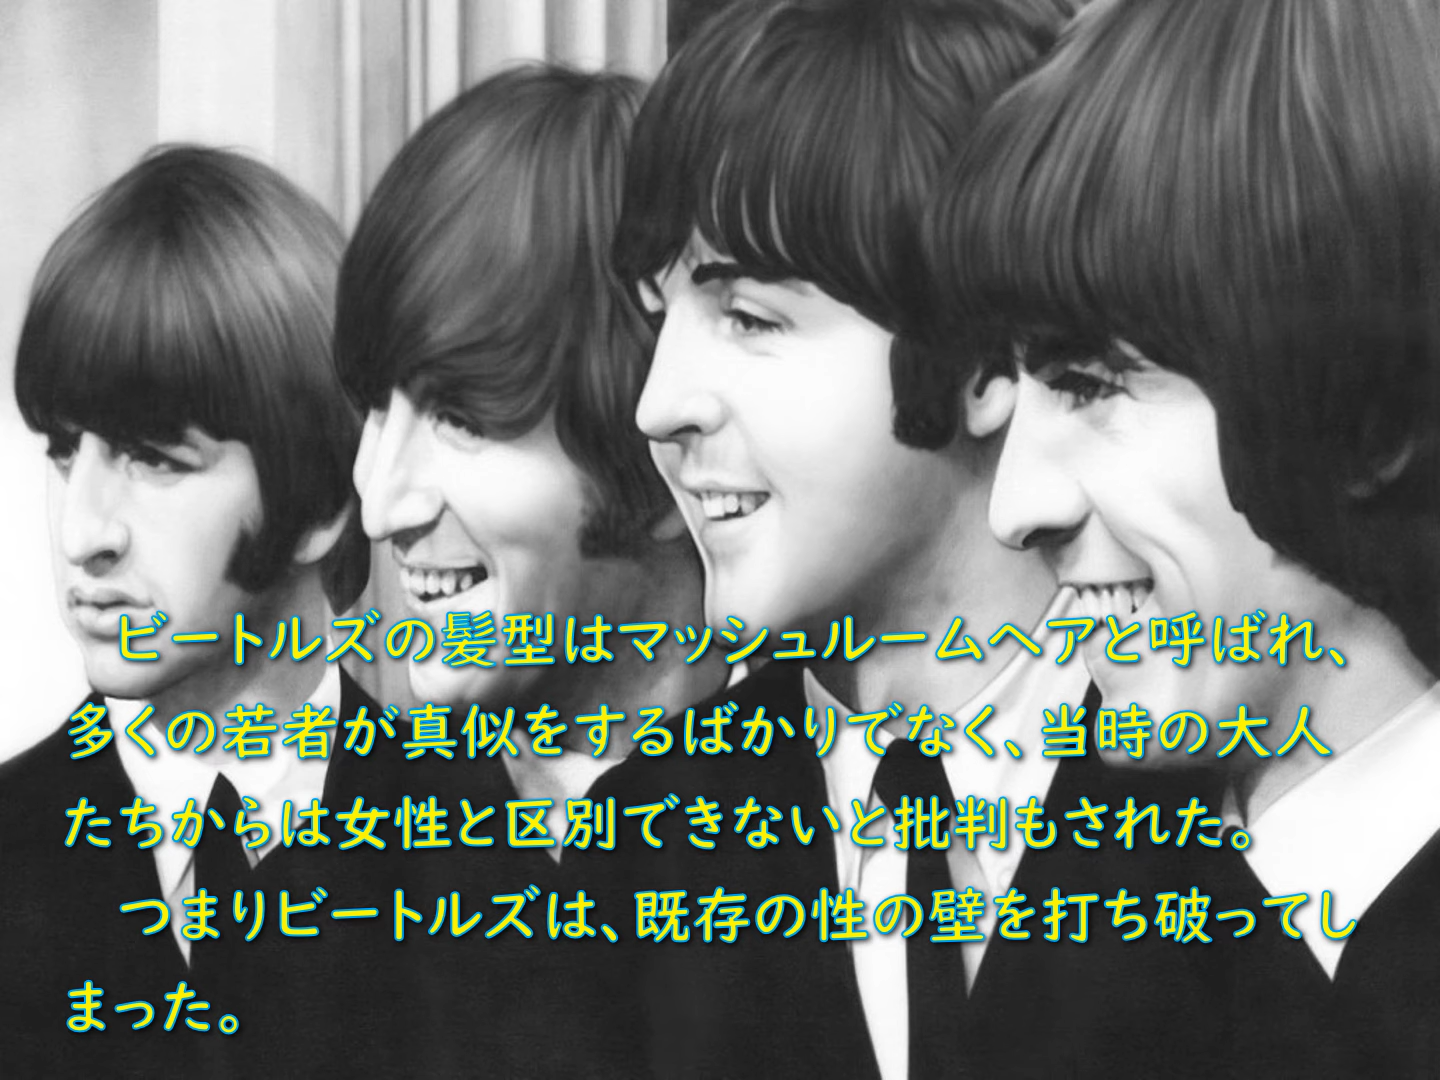 ビートルズの髪型はマッシュルームヘアと呼ばれ、
多くの若者が真似をするばかりでなく、当時の大人
たちからは女性と区別できないと批判もされた。
　つまりビートルズは、既存の性の壁を打ち破ってし
まった。